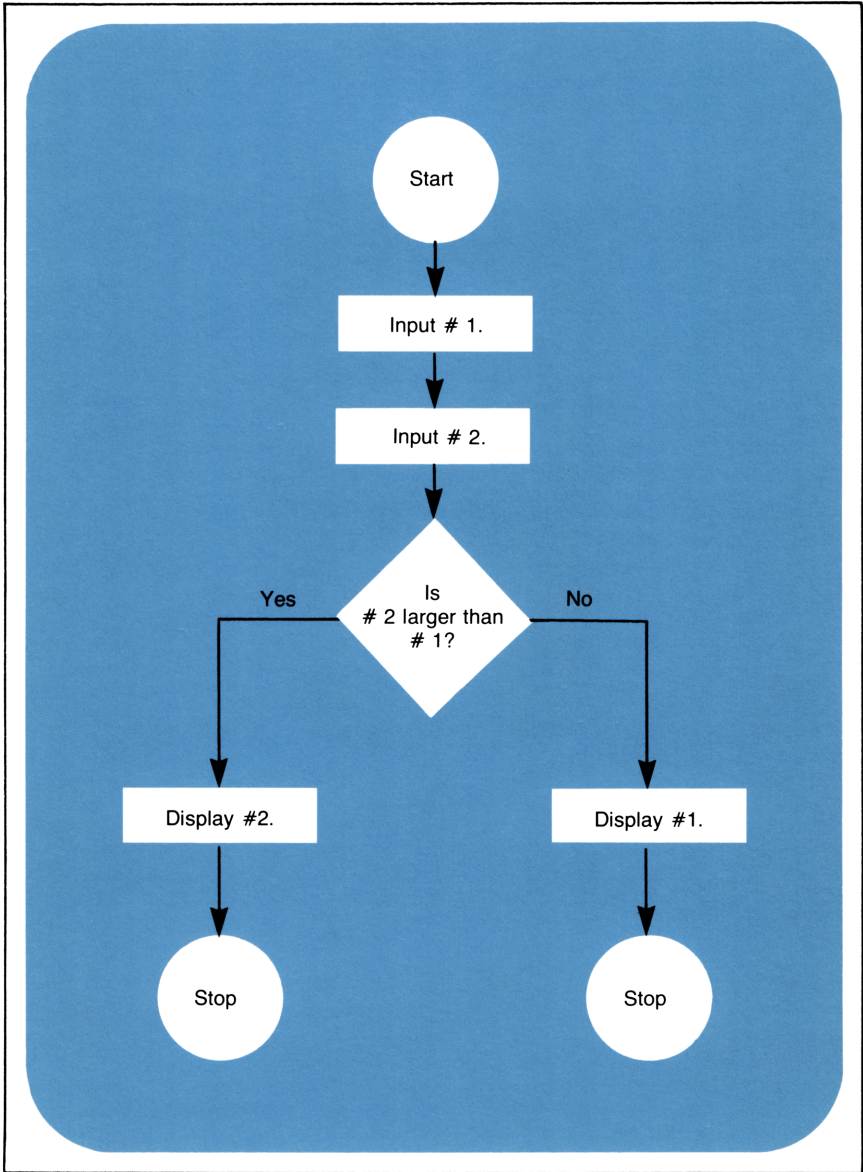 Start
Input # 1.
Input # 2.
Is
# 2 larger than
# 1?
Yes
No
Display #2.
Display #1.
Stop
Stop